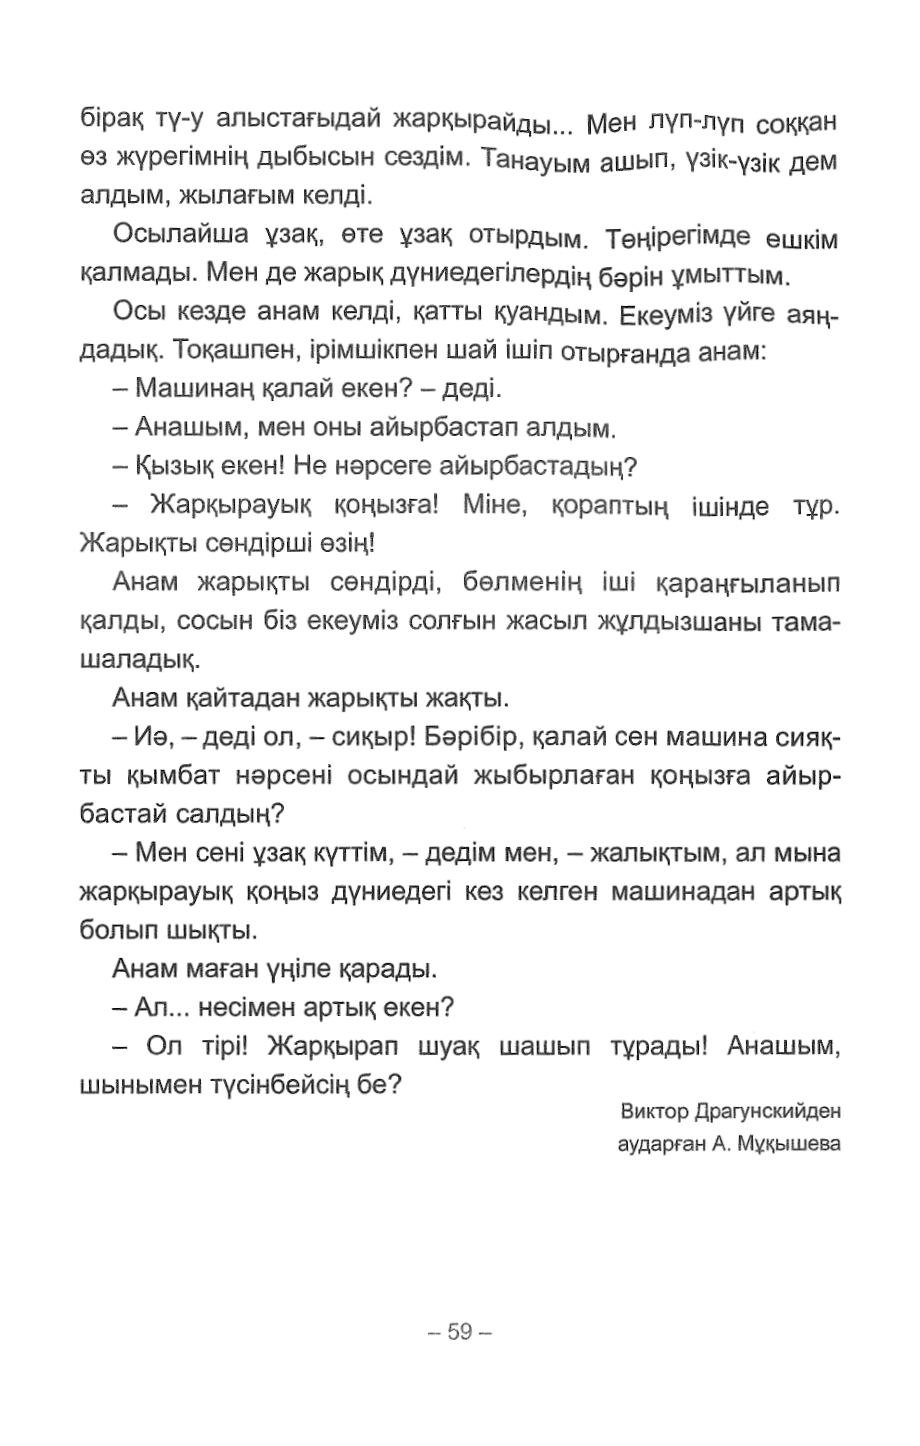 бірақ тү-у алыстағыдай жарқырайды... Мен лүп-лүп соққан
өз жүрегімнің дыбысын сездім. Танауым ашып, үзік-үзік дем
алдым, жылағым келді.
Осылайша ұзақ, өте ұзақ отырдым. Төңірегімде ешкім
қалмады. Мен де жарық дүниедегілердің бәрін ұмыттым.
Осы кезде анам келді, қатты қуандым. Екеуміз үйге аяң-
дадық. Тоқашпен, ірімшікпен шай ішіп отырғанда анам:
– Машинаң қалай екен? – деді.
– Анашым, мен оны айырбастап алдым.
– Қызық екен! Не нәрсеге айырбастадың?
– Жарқырауық қоңызға! Міне, қораптың ішінде тұр.
Жарықты сөндірші өзің!
Анам жарықты сөндірді, бөлменің іші қараңғыланып
қалды, сосын біз екеуміз солғын жасыл жұлдызшаны тама-
шаладық.
Анам қайтадан жарықты жақты.
– Иә, – деді ол, – сиқыр! Бәрібір, қалай сен машина сияқ-
ты қымбат нәрсені осындай жыбырлаған қоңызға айыр-
бастай салдың?
– Мен сені ұзақ күттім, – дедім мен, – жалықтым, ал мына
жарқырауық қоңыз дүниедегі кез келген машинадан артық
болып шықты.
Анам маған үңіле қарады.
– Ал... несімен артық екен?
– Ол тірі! Жарқырап шуақ шашып тұрады! Анашым,
шынымен түсінбейсің бе?
Виктор Драгунскийден
аударған А. Мұқышева
– 59 –